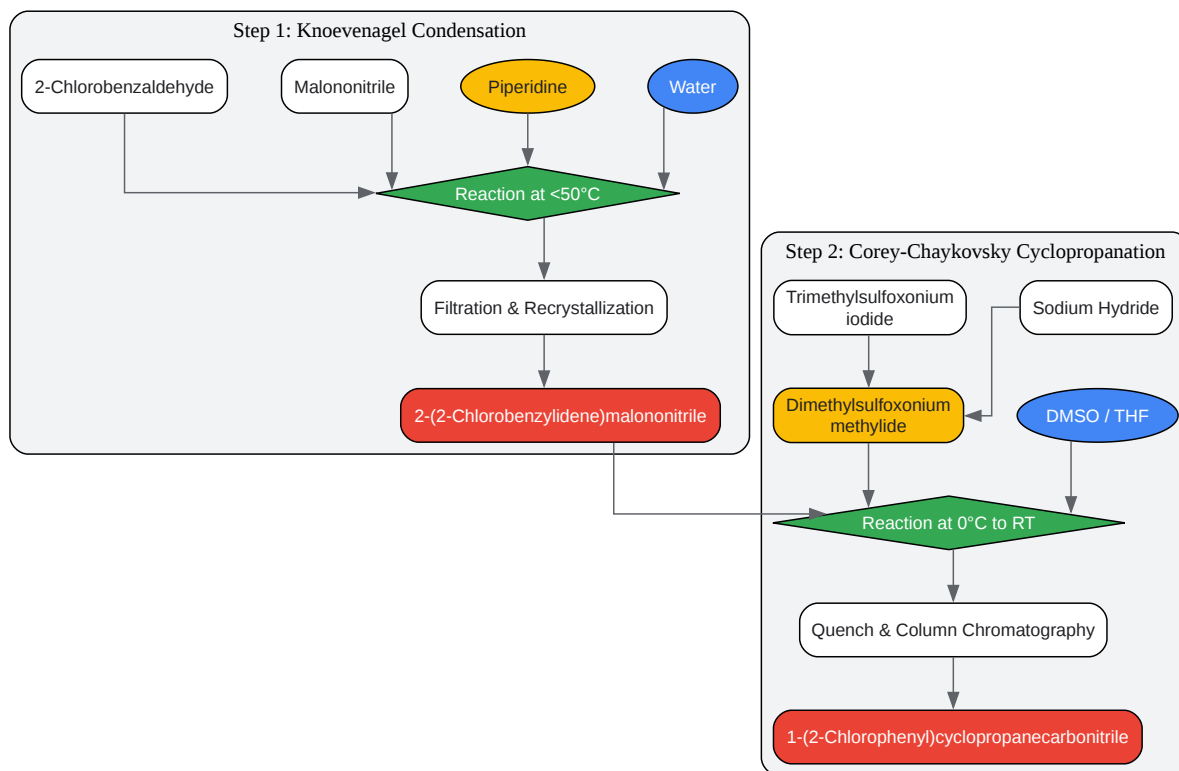 Step 1: Knoevenagel Condensation
2-Chlorobenzaldehyde
Malononitrile
Piperidine
Water
Reaction at <50°C
Filtration & Recrystallization
2-(2-Chlorobenzylidene)malononitrile
Step 2: Corey-Chaykovsky Cyclopropanation
Trimethylsulfoxonium
iodide
Sodium Hydride
Dimethylsulfoxonium
methylide
DMSO / THF
Reaction at 0°C to RT
Quench & Column Chromatography
1-(2-Chlorophenyl)cyclopropanecarbonitrile